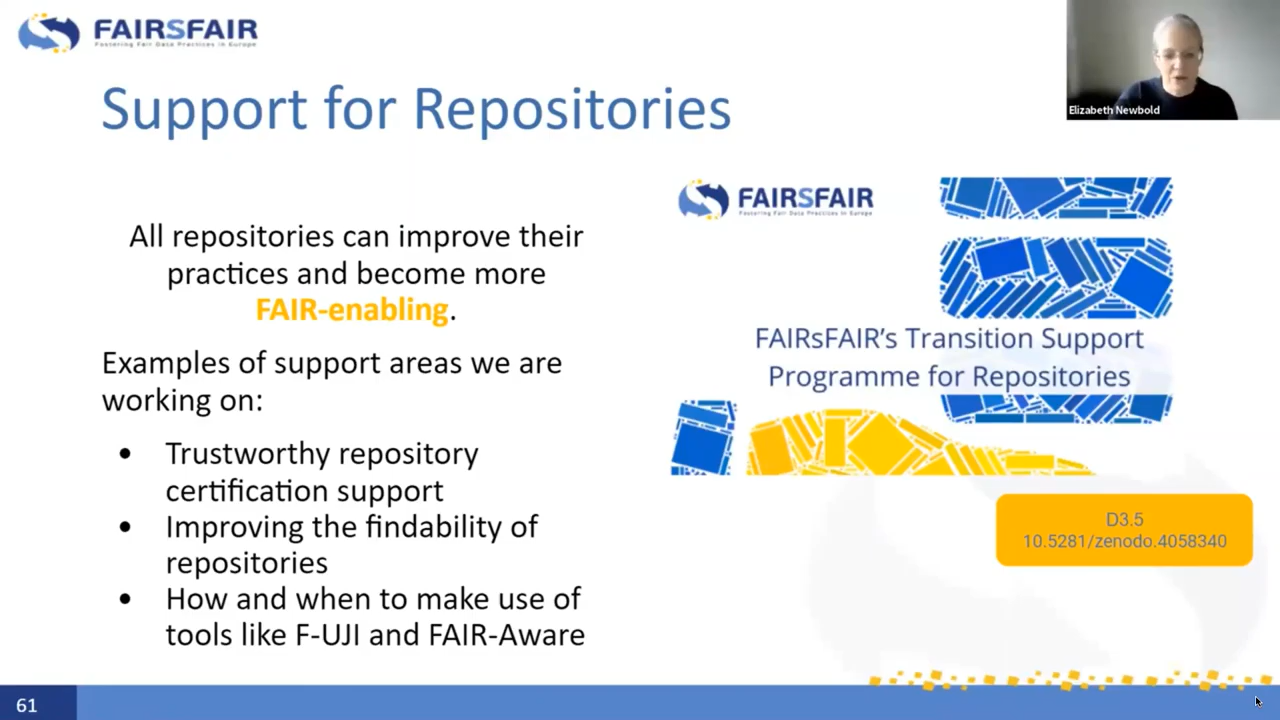 FAIRSFAIR
Fostering Fair Data Practices in Europe
Elizabeth Newbold
Support for Repositories
All repositories can improve their
practices and become more
FAIR-enabling.
Examples of support areas we are
working on:
• Trustworthy repository
certification support
• Improving the findability of
repositories
• How and when to make use of
tools like F-UJI and FAIR-Aware
FAIRSFAIR
Fostering Fair Data Practices in Europe
FAIRsFAIR's Transition Support
Programme for Repositories
D3.5
10.5281/zenodo.4058340
61